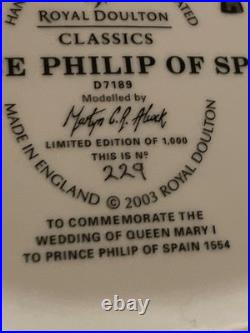 ROYAL DOULTON
CLASSICS
E PHILIP OF SP
D7189
Modelled by
LIMITED EDITION OF 1,000
THIS IS Nº
229
MADE IN ENGLAND © 2003 ROYAL DOULTON
TO COMMEMORATE THE
WEDDING OF QUEEN MARY I
TO PRINCE PHILIP OF SPAIN 1554